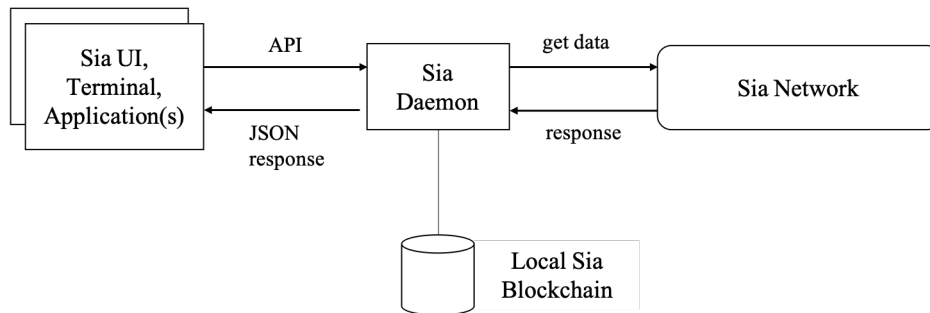 Sia UI,
Terminal,
Application(s)
API
JSON
response
Sia
Daemon
get data
response
Sia Network
Local Sia
Blockchain